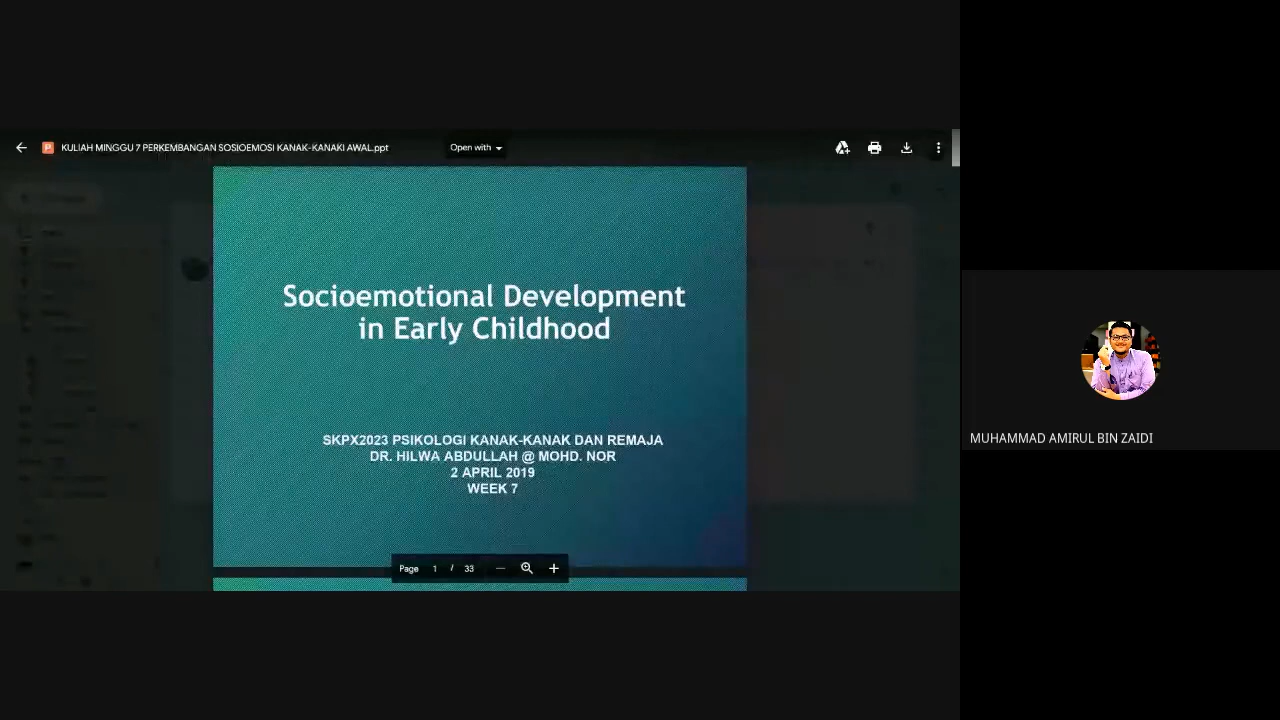 KULIAH MINGGU 7 PERKEMBANGAN SOSIOEMOSI KANAK-KANAKI AWAL.ppt
Open with
Socioemotional Development
in Early Childhood
SKPX2023 PSIKOLOGI KANAK-KANAK DAN REMAJA
DR. HILWA ABDULLAH @ MOHD. NOR
2 APRIL 2019
WEEK 7
Page 1 / 33
MUHAMMAD AMIRUL BIN ZAIDI